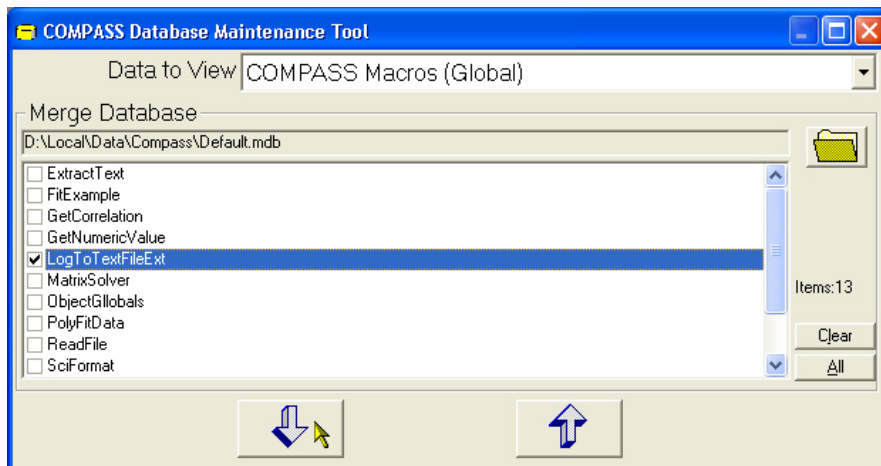 COMPASS Database Maintenance Tool
Data to View COMPASS Macros (Global)
Merge Database
D:\Local\Data\Compass\Default.mdb
ExtractText
FitExample
GetCorrelation
GetNumericValue
LogToTextFileExt
MatrixSolver
ObjectGllobals
PolyFitData
ReadFile
SciFormat
Items:13
Clear
All